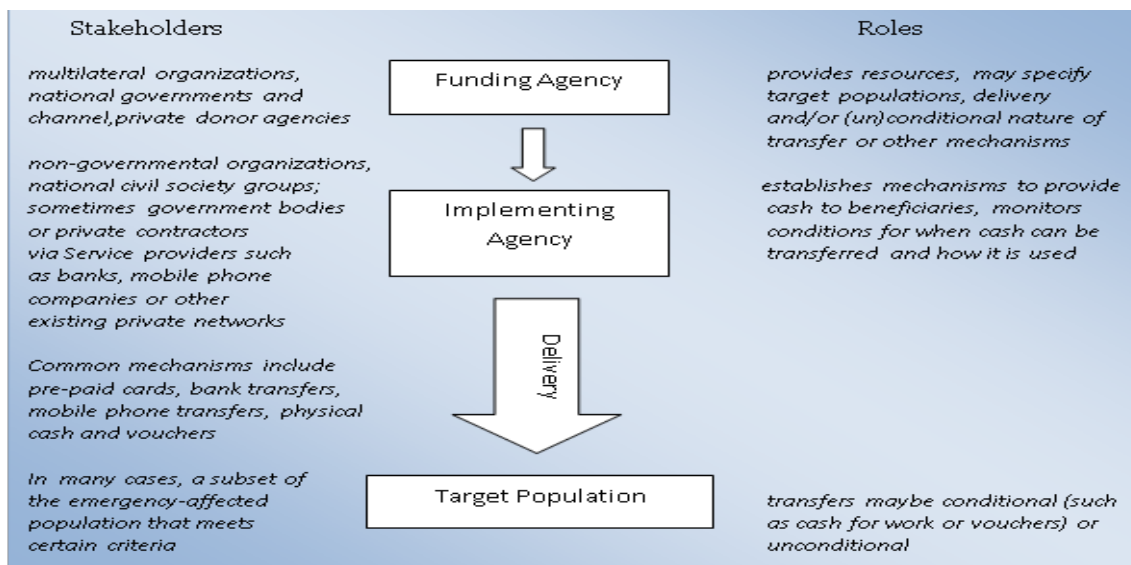 Stakeholders
multilateral organizations,
national governments and
channel,private donor agencies
non-governmental organizations,
national civil society groups;
sometimes government bodies
or private contractors
via Service providers such
as banks, mobile phone
companies or other
existing private networks
Common mechanisms include
pre-paid cards, bank transfers,
mobile phone transfers, physical
cash and vouchers
In many cases, a subset of
the emergency-affected
population that meets
certain criteria
Funding Agency
Implementing
Agency
Delivery
Target Population
Roles
provides resources, may specify
target populations, delivery
and/or (un)conditional nature of
transfer or other mechanisms
establishes mechanisms to provide
cash to beneficiaries, monitors
conditions for when cash can be
transferred and how it is used
transfers maybe conditional (such
as cash for work or vouchers) or
unconditional